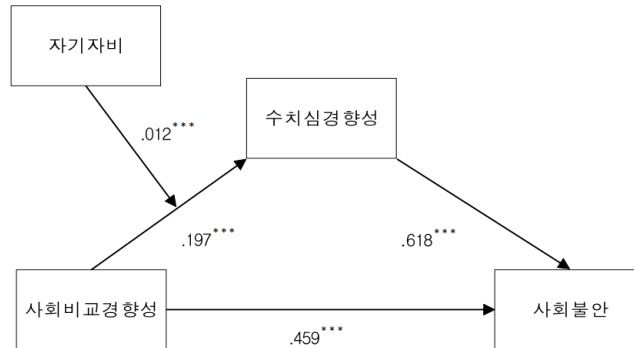 자기자비
수치심경향성
.012***
.197***
.618***
사회비교경향성
사회불안
.459***